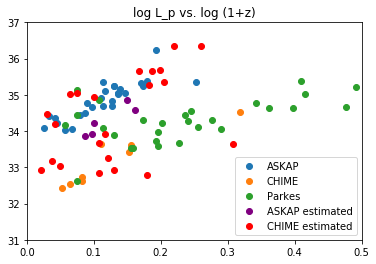 log L_p vs. log (1+z)
37
36
35
34
33
32
31
0.0
0.1
0.2
0.3
0.4
0.5
ASKAP
CHIME
Parkes
ASKAP estimated
CHIME estimated